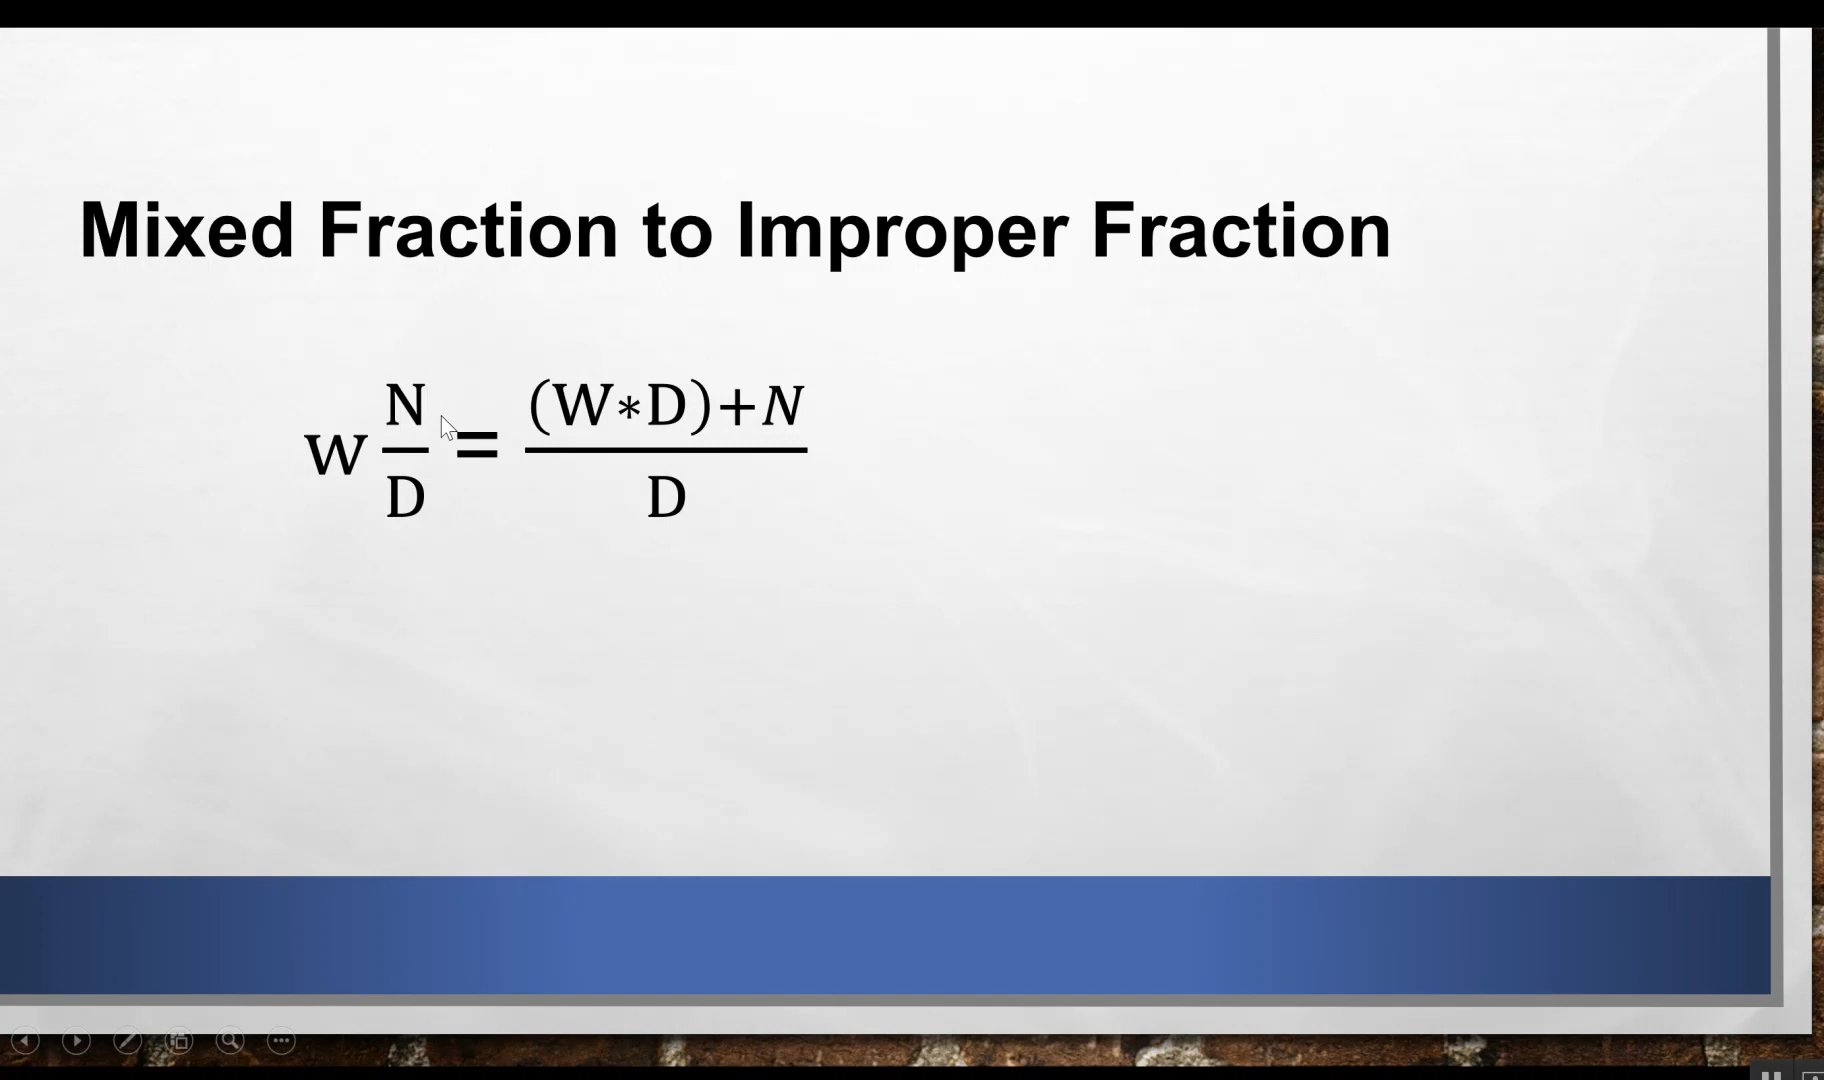 Mixed Fraction to Improper Fraction
W N/D = (W*D)+N/D